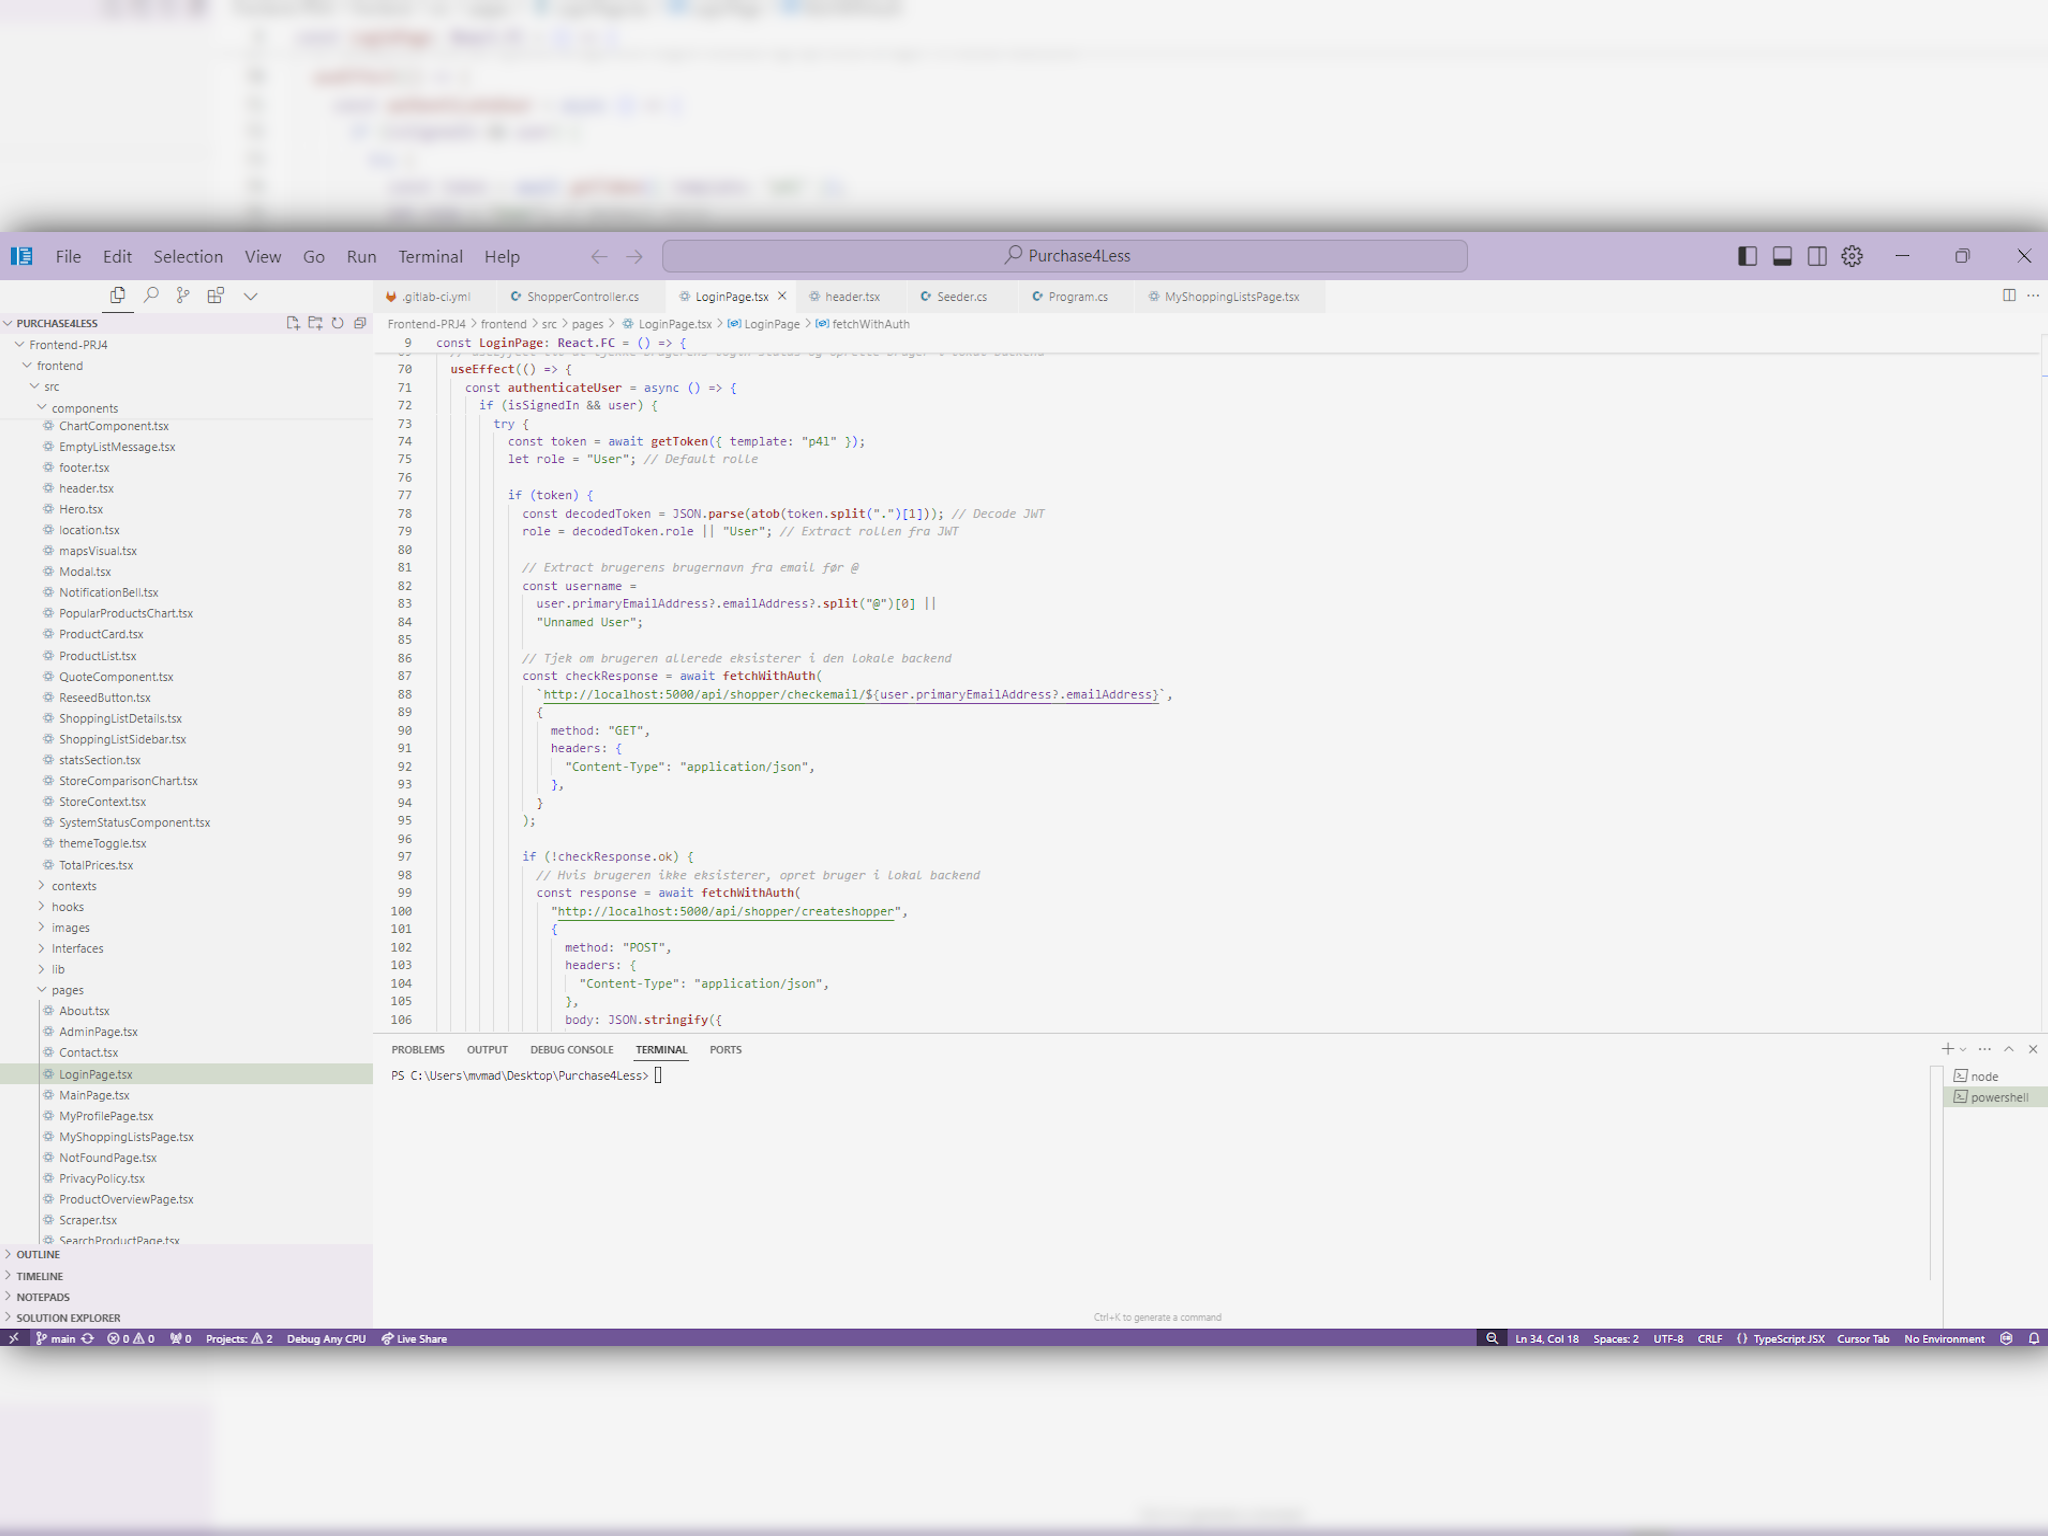 File Edit Selection View Go Run Terminal Help
Purchase4Less
.gitlab-ci.yml ShopperController.cs LoginPage.tsx header.tsx Seeder.cs Program.cs MyShoppingListsPage.tsx
PURCHASE4LESS
Frontend-PRJ4
frontend
src
components
ChartComponent.tsx
EmptyListMessage.tsx
footer.tsx
header.tsx
Hero.tsx
location.tsx
mapsVisual.tsx
Modal.tsx
NotificationBell.tsx
PopularProductsChart.tsx
ProductCard.tsx
ProductList.tsx
QuoteComponent.tsx
ReseedButton.tsx
ShoppingListDetails.tsx
ShoppingListSidebar.tsx
statsSection.tsx
StoreComparisonChart.tsx
StoreContext.tsx
SystemStatusComponent.tsx
themeToggle.tsx
TotalPrices.tsx
contexts
hooks
images
Interfaces
lib
pages
About.tsx
AdminPage.tsx
Contact.tsx
LoginPage.tsx
MainPage.tsx
MyProfilePage.tsx
MyShoppingListsPage.tsx
NotFoundPage.tsx
PrivacyPolicy.tsx
ProductOverviewPage.tsx
Scraper.tsx
SearchProductPage.tsx
OUTLINE
TIMELINE
NOTEPADS
SOLUTION EXPLORER
Frontend-PRJ4 > frontend > src > pages > LoginPage.tsx > LoginPage > fetchWithAuth
9 const LoginPage: React.FC = () => {
70 useEffect(() => {
71 const authenticateUser = async () => {
72 if (isSignedIn && user) {
73 try {
74 const token = await getToken({ template: "p4l" });
75 let role = "User"; // Default rolle
76
77 if (token) {
78 const decodedToken = JSON.parse(atob(token.split(".")[1])); // Decode JWT
79 role = decodedToken.role || "User"; // Extract rollen fra JWT
80
81 // Extract brugerens brugernavn fra email før @
82 const username =
83 user.primaryEmailAddress?.emailAddress?.split("@")[0] ||
84 "Unnamed User";
85
86 // Tjek om brugeren allerede eksisterer i den lokale backend
87 const checkResponse = await fetchWithAuth(
88 `http://localhost:5000/api/shopper/checkemail/${user.primaryEmailAddress?.emailAddress}`,
89 {
90 method: "GET",
91 headers: {
92 "Content-Type": "application/json",
93 },
94 }
95 );
96
97 if (!checkResponse.ok) {
98 // Hvis brugeren ikke eksisterer, opret bruger i lokal backend
99 const response = await fetchWithAuth(
100 "http://localhost:5000/api/shopper/createshopper",
101 {
102 method: "POST",
103 headers: {
104 "Content-Type": "application/json",
105 },
106 body: JSON.stringify({
PROBLEMS OUTPUT DEBUG CONSOLE TERMINAL PORTS
PS C:\Users\mvmad\Desktop\Purchase4Less>
node
powershell
Ctrl+K to generate a command
main 0 0 0 Projects: 2 Debug Any CPU Live Share
Ln 34, Col 18 Spaces: 2 UTF-8 CRLF {} TypeScript JSX Cursor Tab No Environment